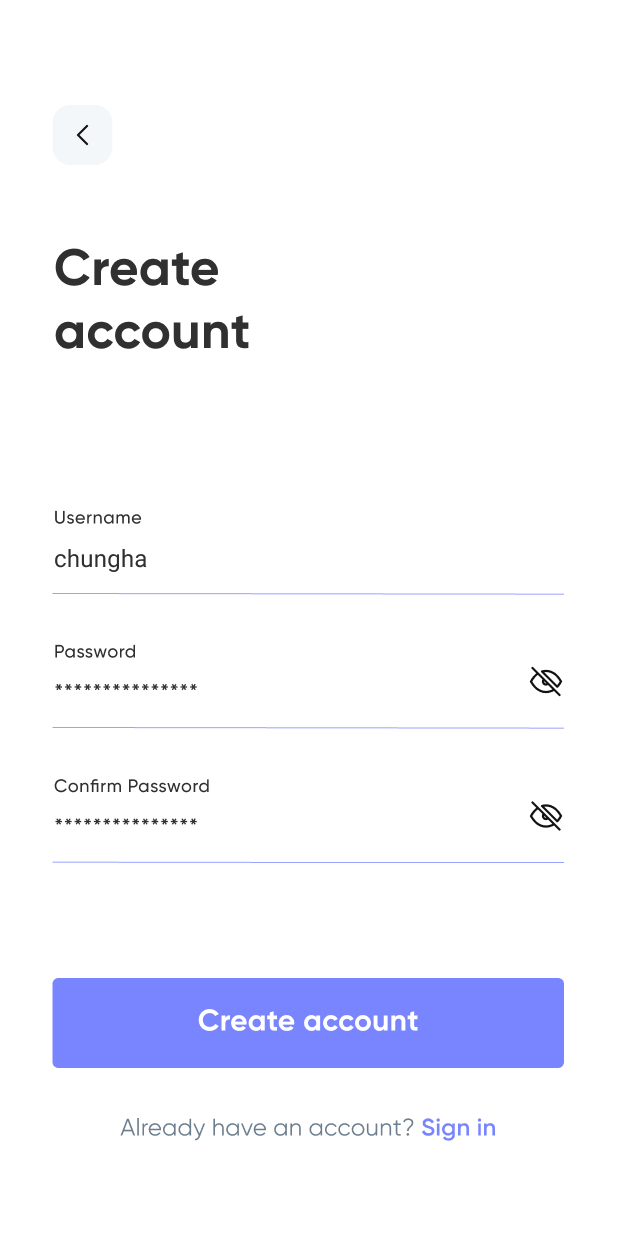 Create
account
Username
chungha
Password
***************
Confirm Password
***************
Create account
Already have an account? Sign in